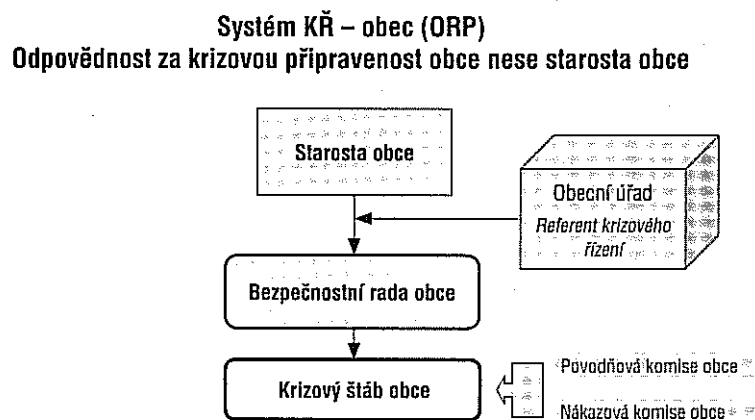 Systém KŘ – obec (ORP)
Odpovědnost za krizovou připravenost obce nese starosta obce
Starosta obce
Obecní úřad
Referent krizového
řízení
Bezpečnostní rada obce
Povodňová komise obce
Krizový štáb obce
Nákazová komise obce